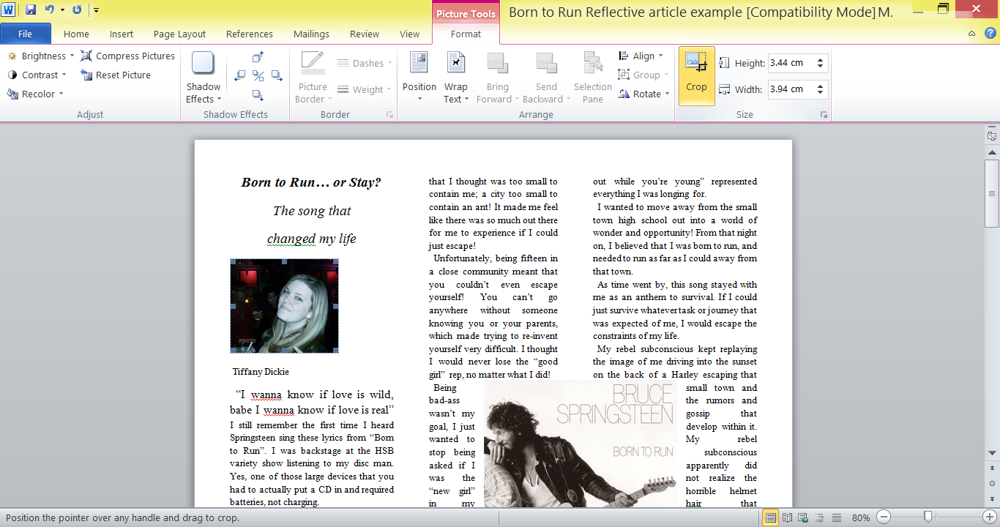 Picture Tools
Born to Run Reflective article example [Compatibility Mode] M.
File Home Insert Page Layout References Mailings Review View Format
Brightness
Contrast
Recolor
Compress Pictures
Reset Picture
Adjust
Shadow
Effects
Shadow Effects
Picture
Border
Dashes
Weight
Border
Position
Wrap
Text
Bring
Forward
Send
Backward
Selection
Pane
Align
Group
Rotate
Arrange
Crop
Height: 3.44 cm
Width: 3.94 cm
Size
Born to Run… or Stay?
The song that
changed my life
Tiffany Dickie
“I wanna know if love is wild,
babe I wanna know if love is real”
I still remember the first time I heard
Springsteen sing these lyrics from “Born
to Run”. I was backstage at the HSB
variety show listening to my disc man.
Yes, one of those large devices that you
had to actually put a CD in and required
batteries, not charging.
that I thought was too small to
contain me; a city too small to
contain an ant! It made me feel
like there was so much out there
for me to experience if I could
just escape!
Unfortunately, being fifteen in
a close community meant that
you couldn’t even escape
yourself! You can’t go
anywhere without someone
knowing you or your parents,
which made trying to re-invent
yourself very difficult. I thought
I would never lose the “good
girl” rep, no matter what I did!
Being
bad-ass
wasn’t my
goal, I just
wanted to
stop being
asked if I
was the
“new girl”
in my
BRUCE
SPRINGSTEEN
BORN TO RUN
out while you’re young” represented
everything I was longing for.
I wanted to move away from the small
town high school out into a world of
wonder and opportunity! From that night
on, I believed that I was born to run, and
needed to run as far as I could away from
that town.
As time went by, this song stayed with
me as an anthem to survival. If I could
just survive whatever task or journey that
was expected of me, I would escape the
constraints of my life.
My rebel subconscious kept replaying
the image of me driving into the sunset
on the back of a Harley escaping that
small town and
the rumors and
gossip that
develop within it.
My rebel
subconscious
apparently did
not realize the
horrible helmet
hair that
Position the pointer over any handle and drag to crop.
80%